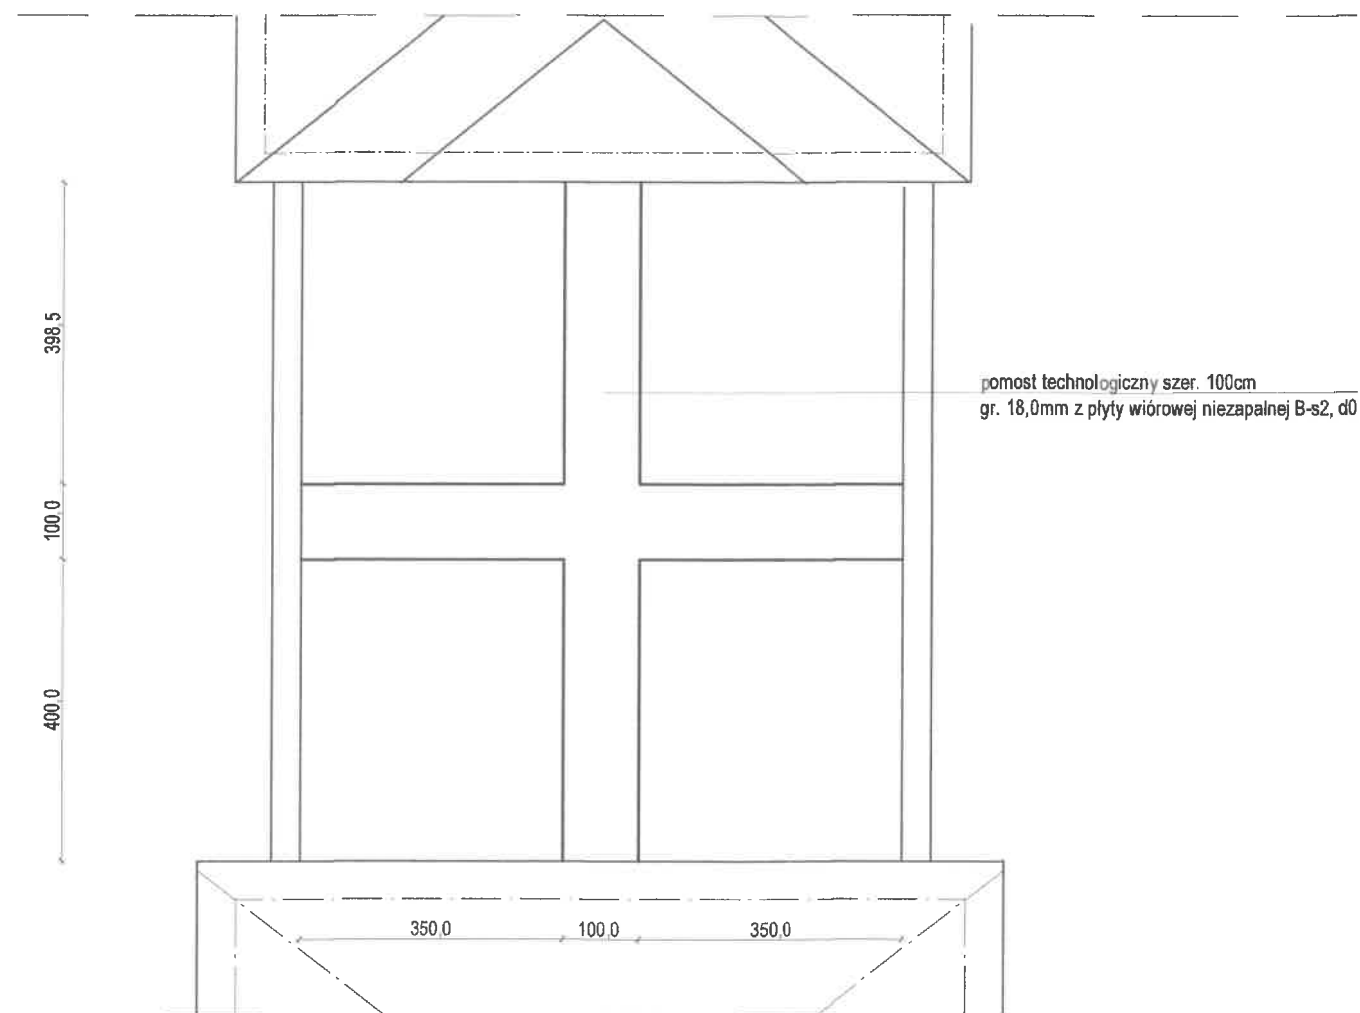 398,5
pomost technologiczny szer. 100cm
gr. 18,0mm z płyty wiórowej niezapalnej B-s2, d0
100,0
400,0
350,0 100,0 350,0